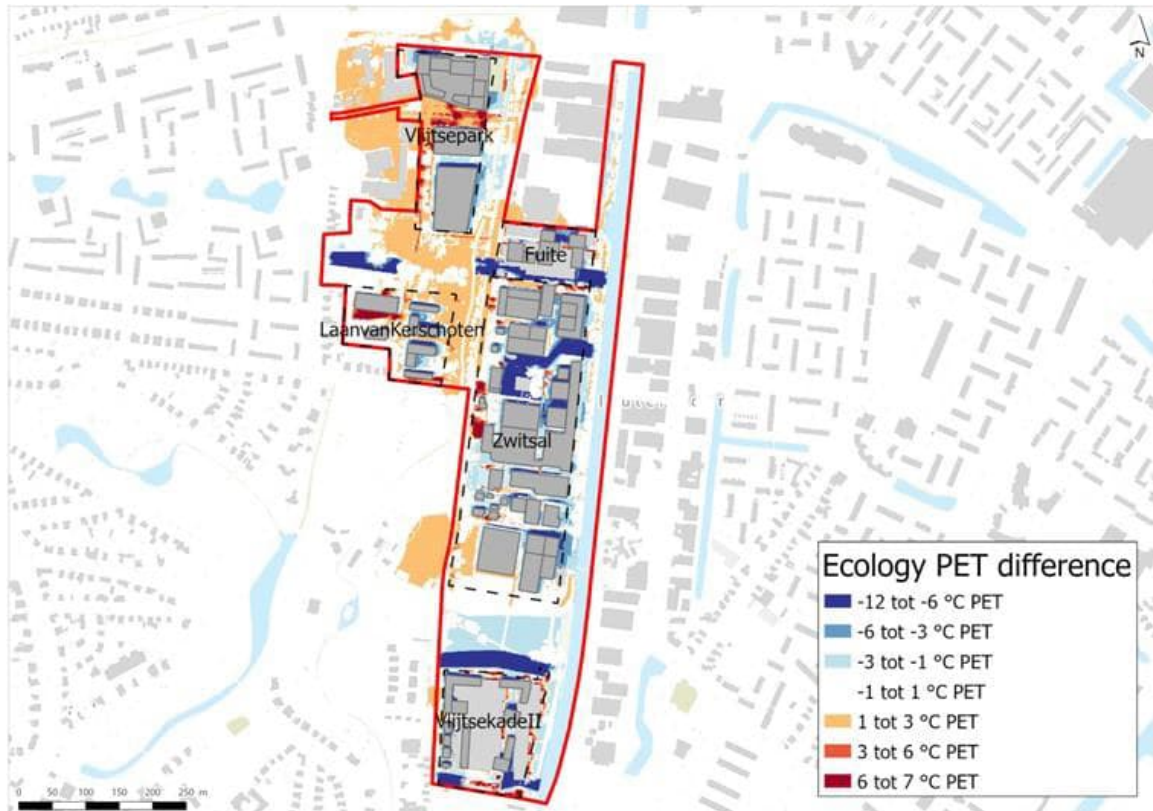 N
Vlijtsepark
Fuite
LaanvanKerschoten
Zwitsal
VlijtsekadeII
Ecology PET difference
-12 tot -6 °C PET
-6 tot -3 °C PET
-3 tot -1 °C PET
-1 tot 1 °C PET
1 tot 3 °C PET
3 tot 6 °C PET
6 tot 7 °C PET
0 50 100 150 200 250 m